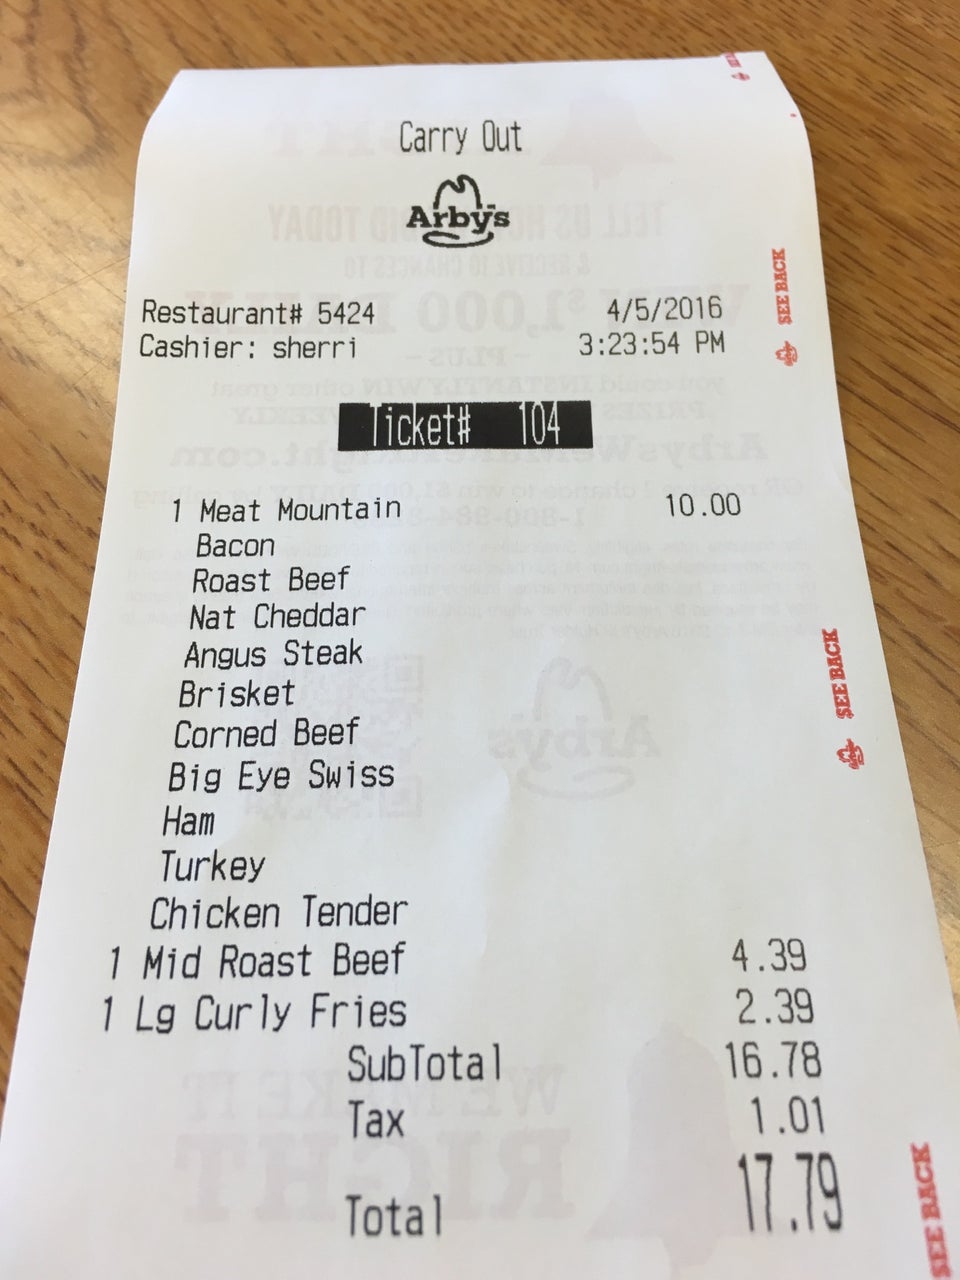 Carry Out
Arby's
Restaurant# 5424 4/5/2016
Cashier: sherri 3:23:54 PM
Ticket# 104
1 Meat Mountain 10.00
Bacon
Roast Beef
Nat Cheddar
Angus Steak
Brisket
Corned Beef
Big Eye Swiss
Ham
Turkey
Chicken Tender
1 Mid Roast Beef 4.39
1 Lg Curly Fries 2.39
SubTotal 16.78
Tax 1.01
Total 17.79
SEE BACK
SEE BACK
SEE BACK